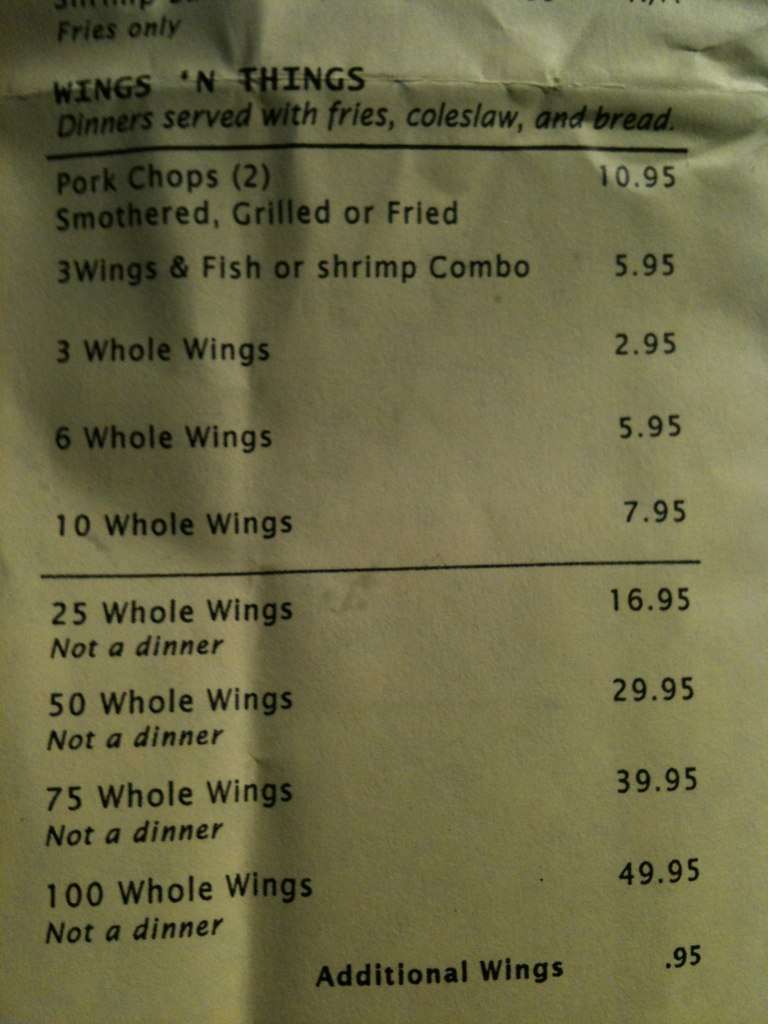 Fries only
WINGS 'N THINGS
Dinners served with fries, coleslaw, and bread.
Pork Chops (2) 10.95
Smothered, Grilled or Fried
3Wings & Fish or shrimp Combo 5.95
3 Whole Wings 2.95
6 Whole Wings 5.95
10 Whole Wings 7.95
25 Whole Wings 16.95
Not a dinner
50 Whole Wings 29.95
Not a dinner
75 Whole Wings 39.95
Not a dinner
100 Whole Wings 49.95
Not a dinner
Additional Wings .95